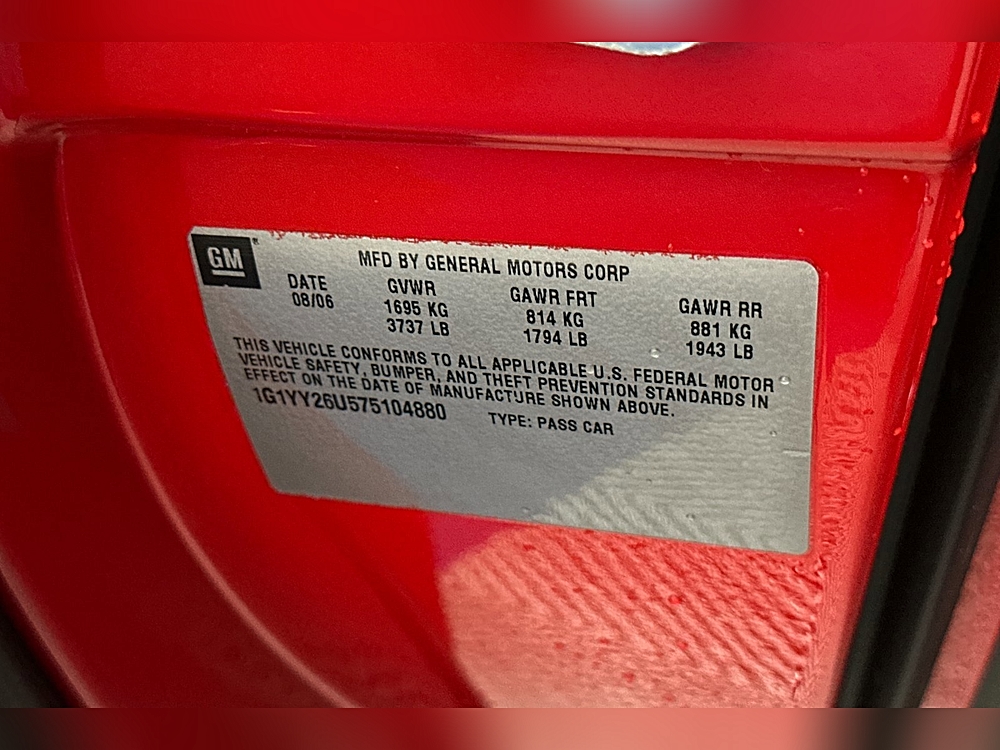 GM
MFD BY GENERAL MOTORS CORP
DATE GVWR GAWR FRT GAWR RR
08/06 1695 KG 814 KG 881 KG
3737 LB 1794 LB 1943 LB
THIS VEHICLE CONFORMS TO ALL APPLICABLE U.S. FEDERAL MOTOR
VEHICLE SAFETY, BUMPER, AND THEFT PREVENTION STANDARDS IN
EFFECT ON THE DATE OF MANUFACTURE SHOWN ABOVE.
1G1YY26U575104880 TYPE: PASS CAR